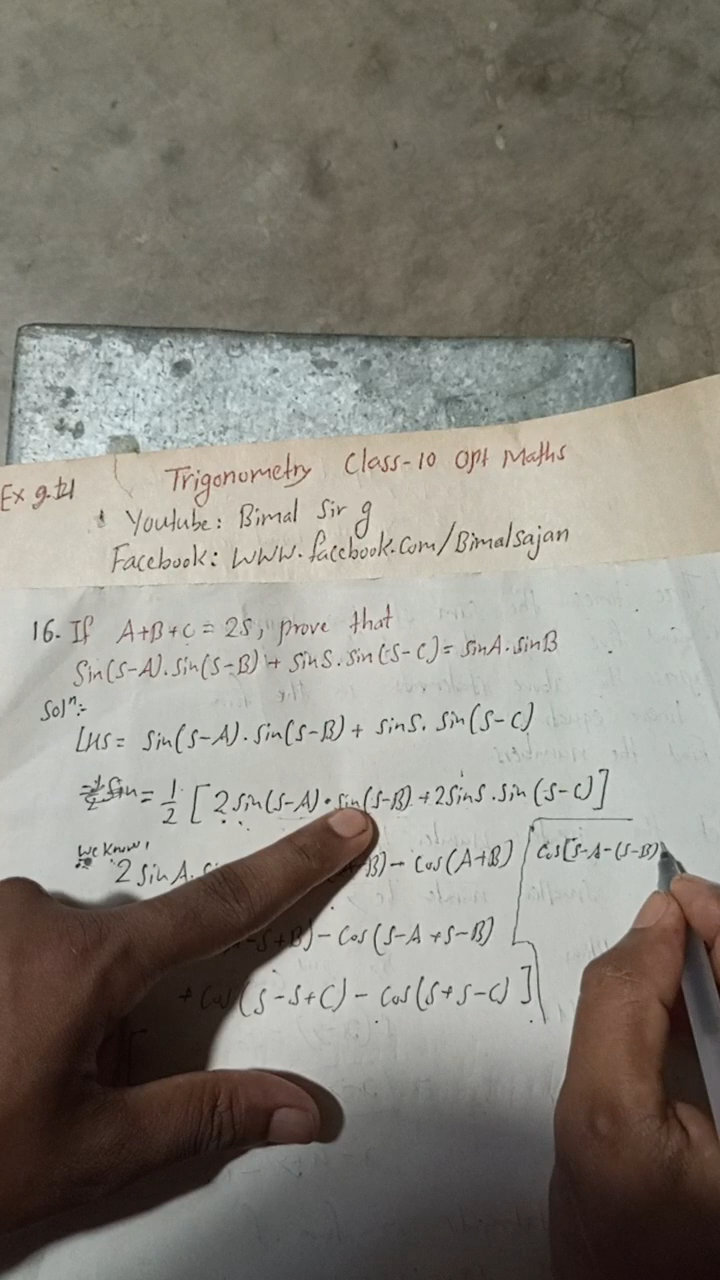 Ex 9.
Trigonometry Class-10 Opt Maths
Youtube: Bimal Sir g
Facebook: www.facebook.com/Bimalsajan
16. If A+B+C = 2S, prove that
Sin(S-A).sin(S-B) + sinS.sin(S-C) = sinA.sinB
Solⁿ:-
LHS = Sin(S-A).Sin(S-B) + sinS. Sin(S-C)
= 1/2 [2 sin(S-A).sin(S-B) + 2SinS.Sin(S-C)]
We know,
2 SinA. B) - cos(A+B)
Cos[S-A-(S-B)
-S+B) - Cos(S-A+S-B)
+ Cos(S-S+C) - Cos(S+S-C)]